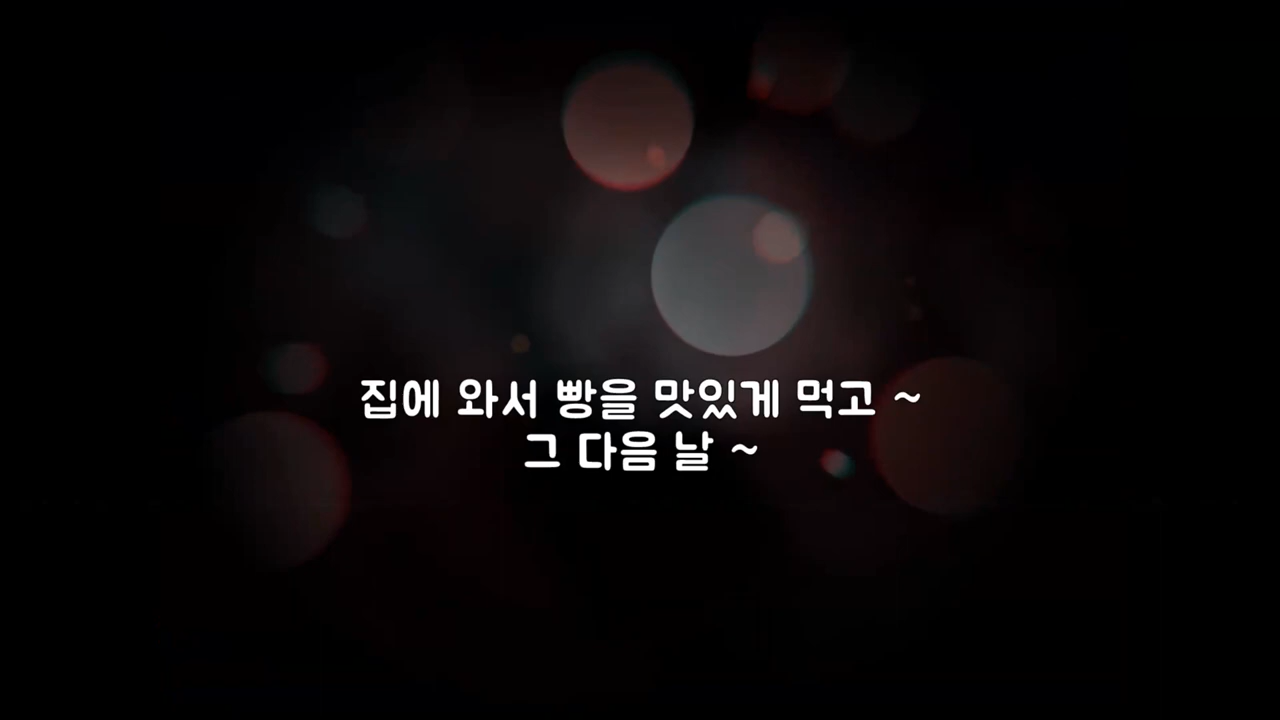 집에 와서 빵을 맛있게 먹고 ~
그 다음 날 ~